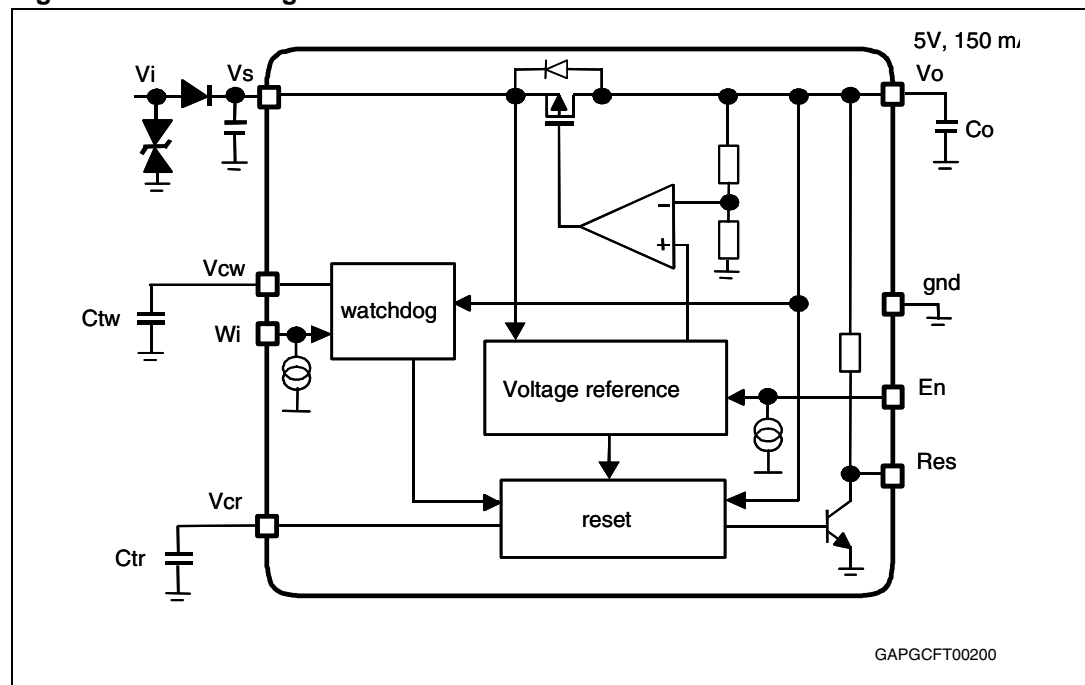 5V, 150 m
Vi
Vs
Vo
Co
Vcw
gnd
Ctw
watchdog
Wi
Voltage reference
En
Res
Vcr
reset
Ctr
GAPGCFT00200